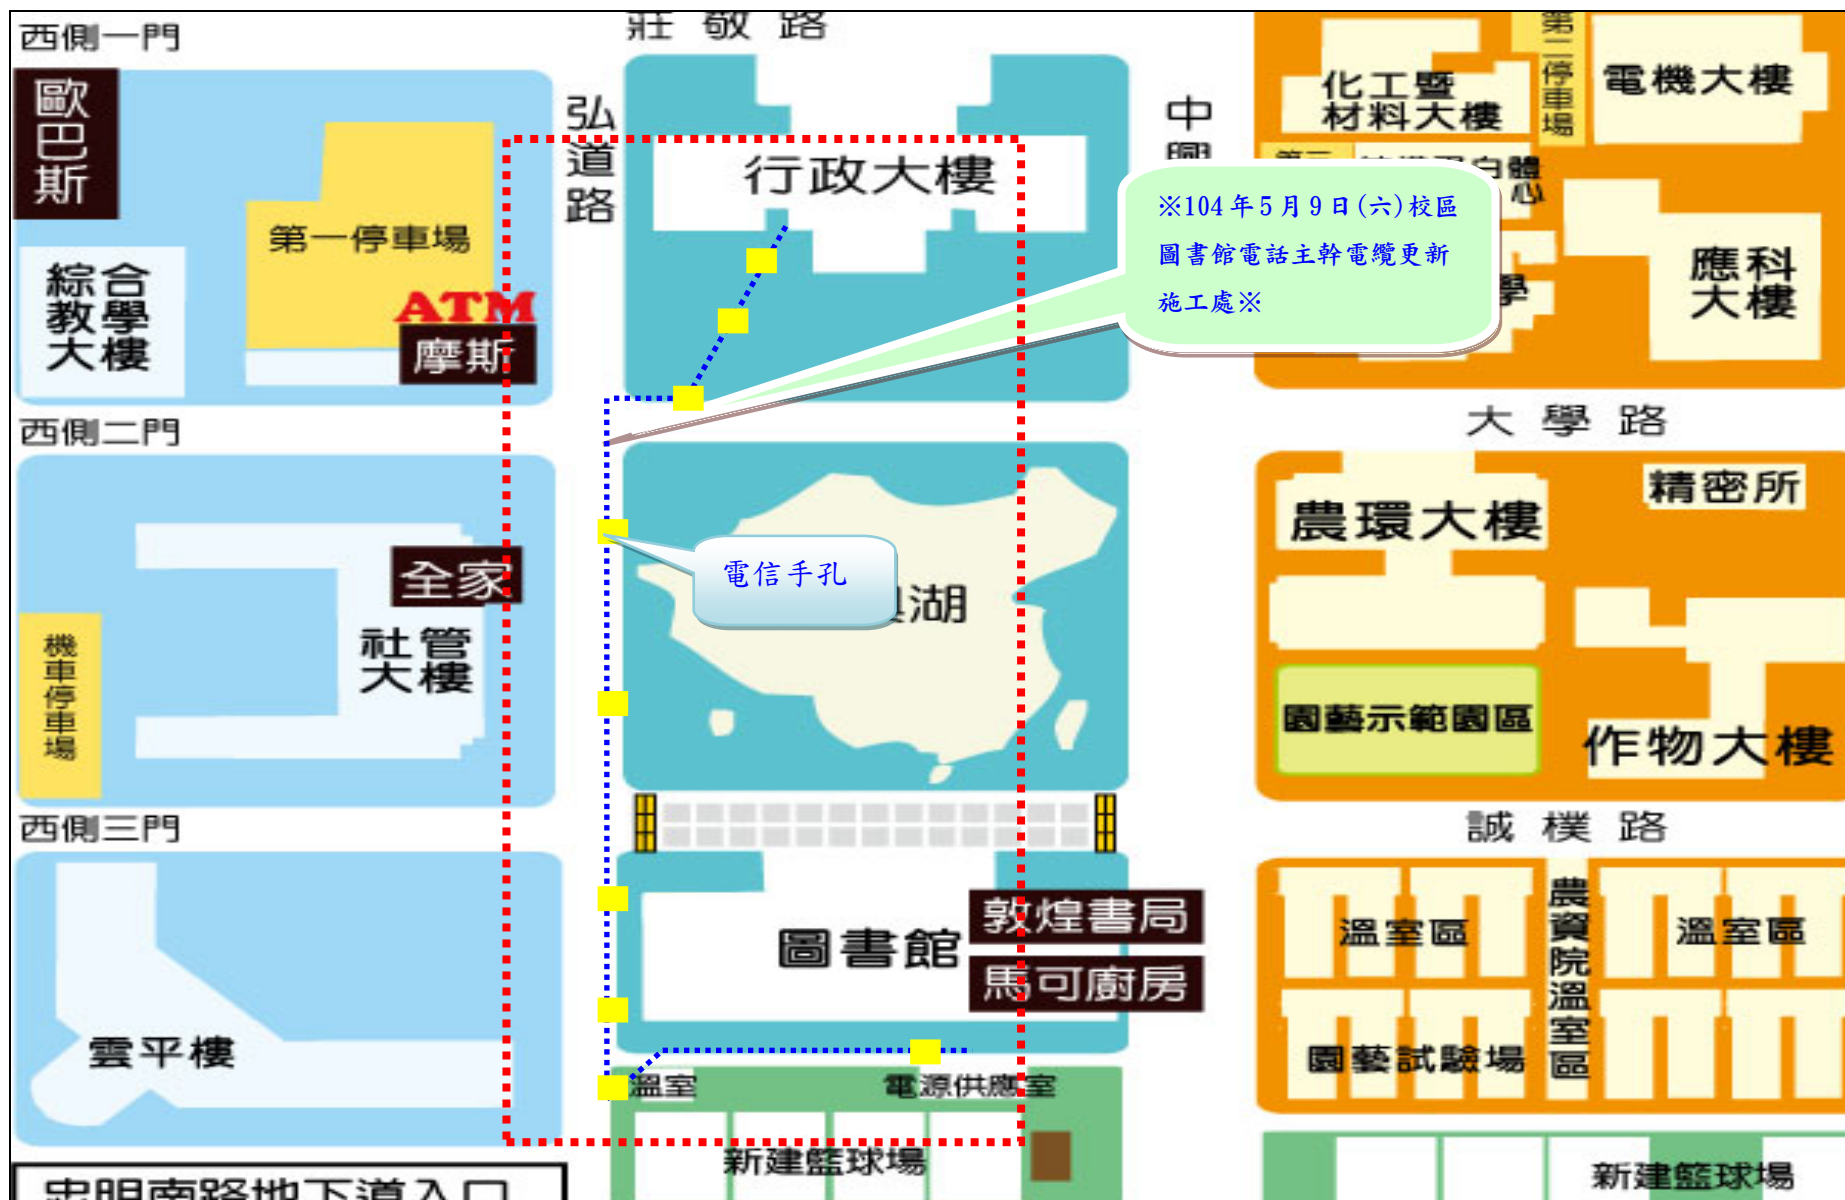 西側一門
莊敬路
歐巴斯
弘道路
中興
第一停車場
綜合
教學
大樓
ATM
摩斯
行政大樓
化工暨
材料大樓
第二停車場
電機大樓
應科
大樓
※104年5月9日(六)校區
圖書館電話主幹電纜更新
施工處※
西側二門
大學路
全家
社管
大樓
機車停車場
電信手孔
湖
農環大樓
精密所
園藝示範園區
作物大樓
西側三門
誠樸路
雲平樓
圖書館
敦煌書局
馬可廚房
溫室區
農資院溫室區
溫室區
園藝試驗場
溫室
電源供應室
新建籃球場
新建籃球場
忠明南路地下道入口